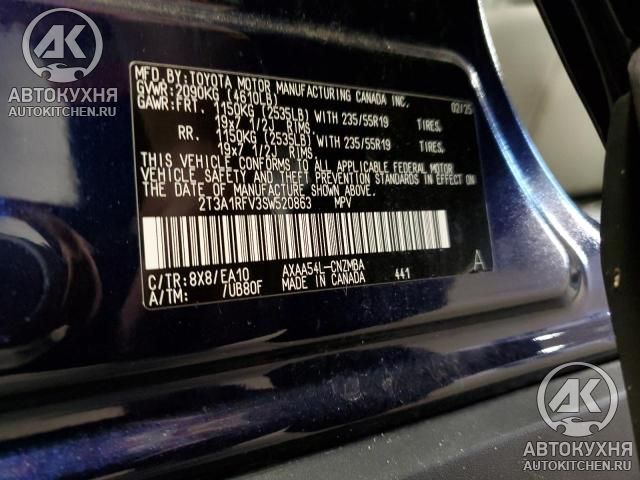 AK
АВТОКУХНЯ
AUTOKITCHEN.RU
MFD.BY:TOYOTA MOTOR MANUFACTURING CANADA INC. 02/25
GVWR:2090KG (4610LB)
GAWR:FRT. 1150KG (2535LB) WITH 235/55R19 TIRES,
19x7 1/2J RIMS,
RR. 1150KG (2535LB) WITH 235/55R19 TIRES,
19x7 1/2J RIMS.
THIS VEHICLE CONFORMS TO ALL APPLICABLE FEDERAL MOTOR
VEHICLE SAFETY AND THEFT PREVENTION STANDARDS IN EFFECT ON
THE DATE OF MANUFACTURE SHOWN ABOVE.
2T3A1RFV3SW520863 MPV
C/TR:8X8/EA10 AXAA54L-CNZMBA A
A/TM: 7UB80F MADE IN CANADA 441
AK
АВТОКУХНЯ
AUTOKITCHEN.RU